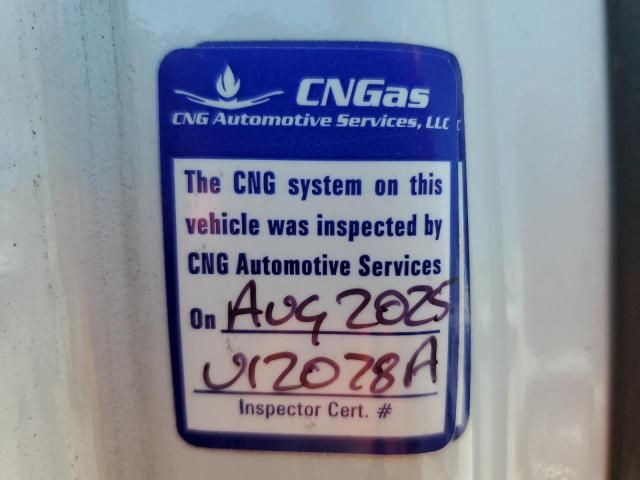 CNGas
CNG Automotive Services, LLC
The CNG system on this
vehicle was inspected by
CNG Automotive Services
On AUG 2025
Inspector Cert. #